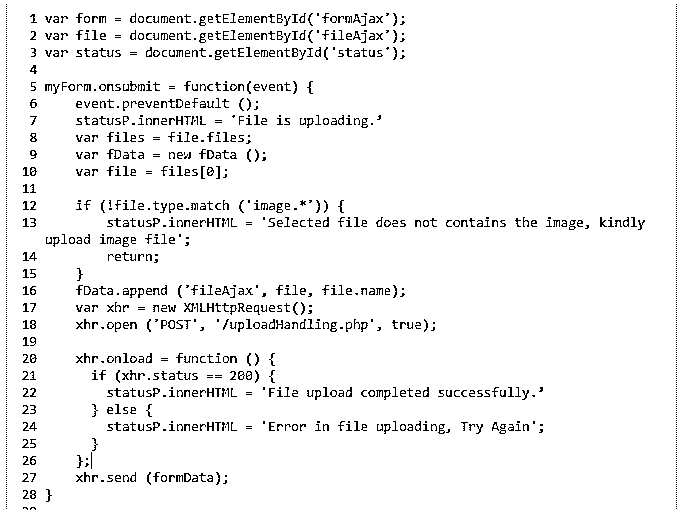 1 var form = document.getElementById('formAjax');
2 var file = document.getElementById('fileAjax');
3 var status = document.getElementById('status');
4
5 myForm.onsubmit = function(event) {
6     event.preventDefault ();
7     statusP.innerHTML = 'File is uploading.’
8     var files = file.files;
9     var fData = new fData ();
10     var file = files[0];
11
12     if (!file.type.match ('image.*’)) {
13         statusP.innerHTML = 'Selected file does not contains the image, kindly
upload image file';
14         return;
15     }
16     fData.append ('fileAjax', file, file.name);
17     var xhr = new XMLHttpRequest();
18     xhr.open ('POST', '/uploadHandling.php', true);
19
20     xhr.onload = function () {
21       if (xhr.status == 200) {
22         statusP.innerHTML = 'File upload completed successfully.’
23       } else {
24         statusP.innerHTML = 'Error in file uploading, Try Again';
25       }
26     };
27     xhr.send (formData);
28 }